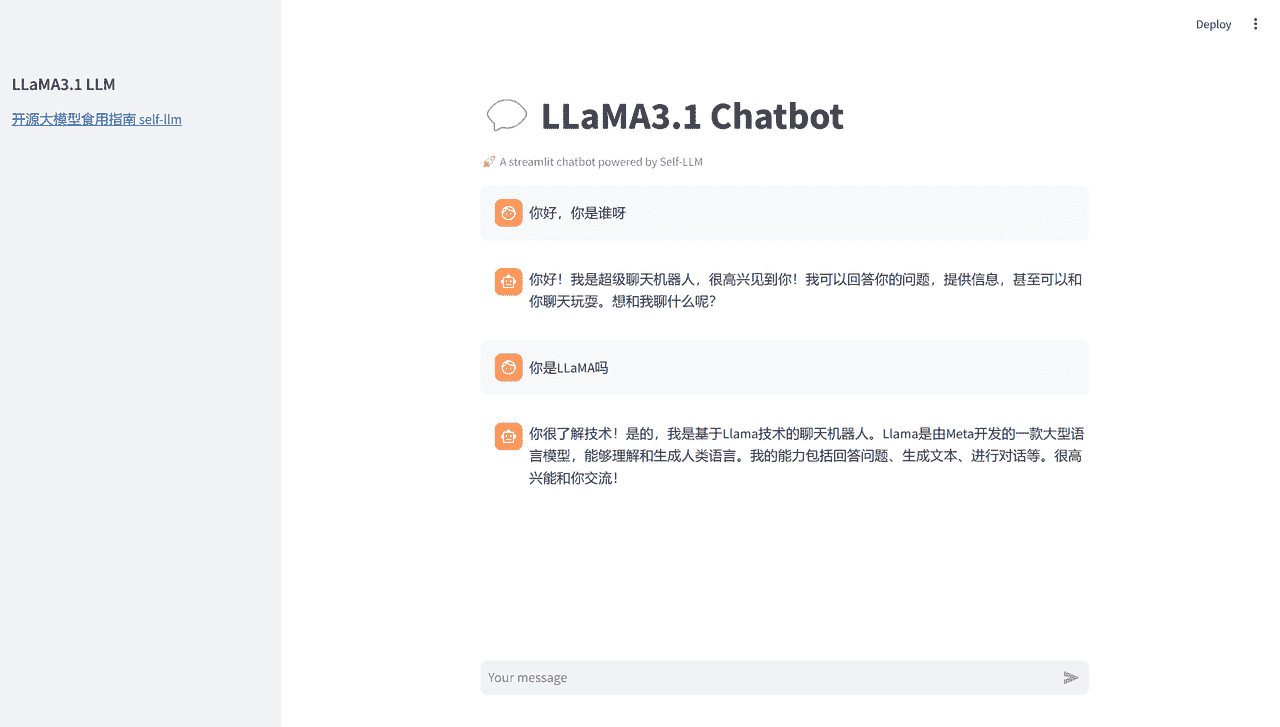 Deploy
LLaMA3.1 LLM
开源大模型食用指南 self-llm
LLaMA3.1 Chatbot
A streamlit chatbot powered by Self-LLM
你好，你是谁呀
你好！我是超级聊天机器人，很高兴见到你！我可以回答你的问题，提供信息，甚至可以和
你聊天玩耍。想和我聊什么呢？
你是LLaMA吗
你很了解技术！是的，我是基于Llama技术的聊天机器人。Llama是由Meta开发的一款大型语
言模型，能够理解和生成人类语言。我的能力包括回答问题、生成文本、进行对话等。很高
兴能和你交流！
Your message